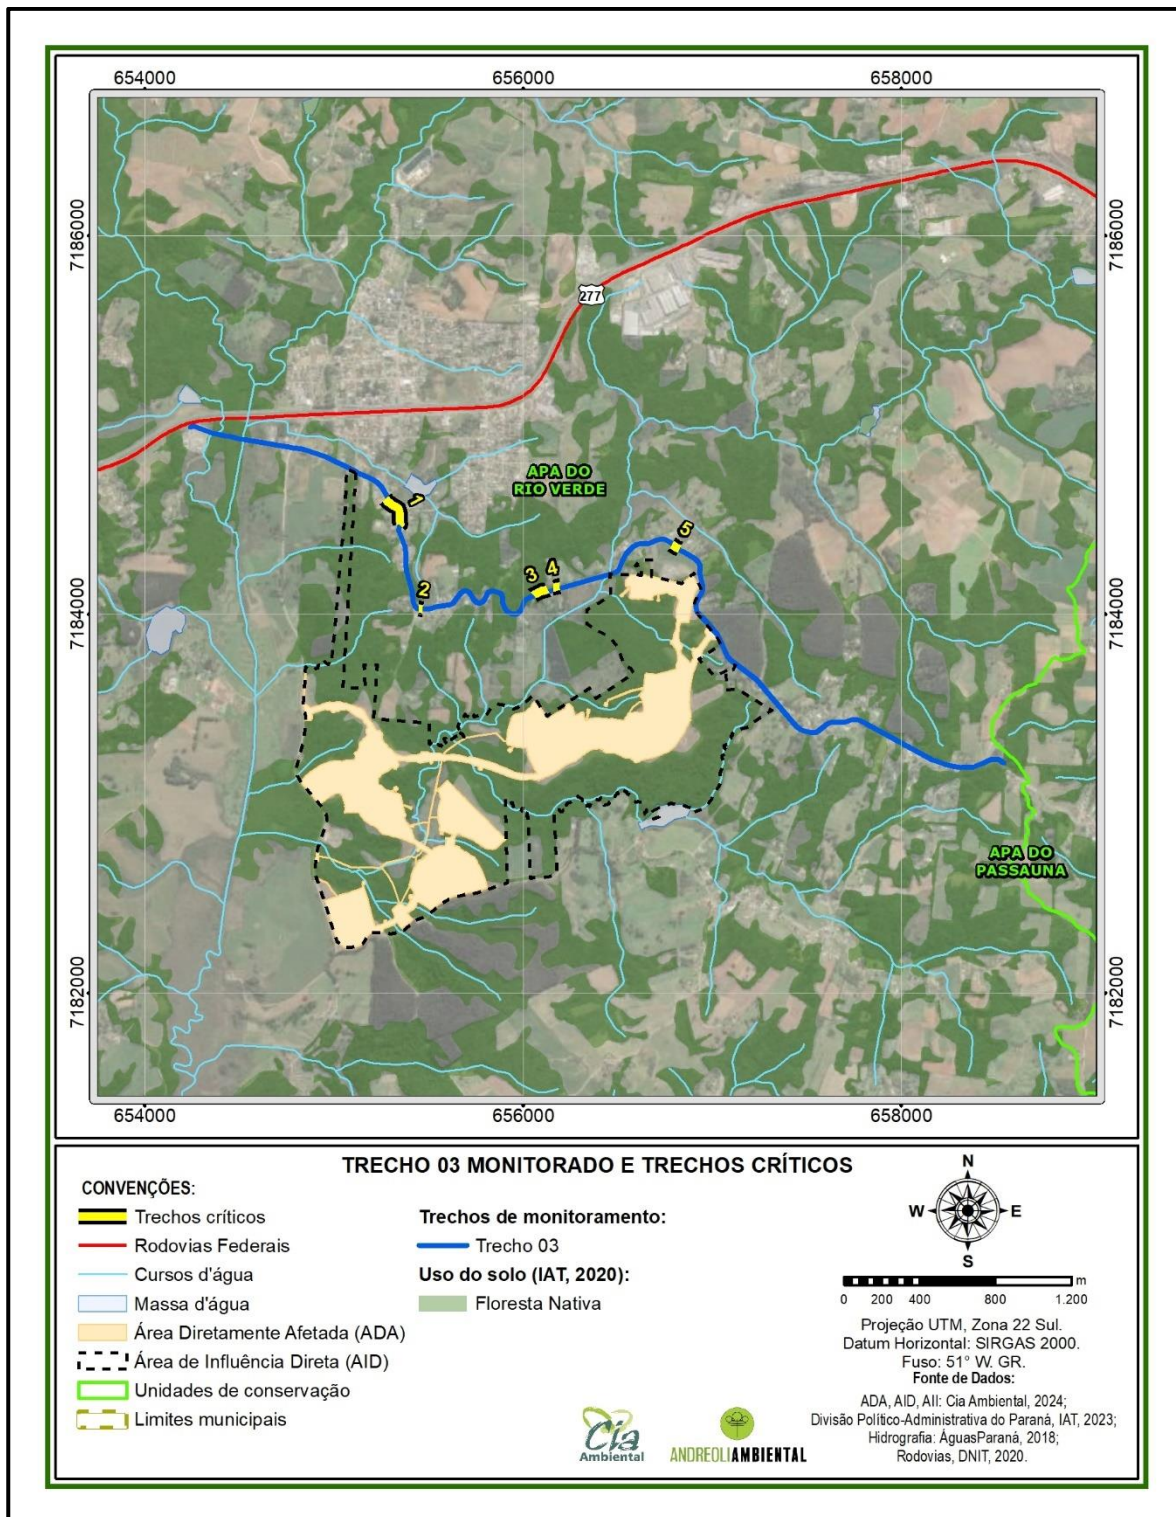 654000
656000
658000
7186000
7186000
277
APA DO
RIO VERDE
1
5
3
4
2
7184000
7184000
APA DO
PASSAUNA
7182000
7182000
654000
656000
658000
TRECHO 03 MONITORADO E TRECHOS CRÍTICOS
CONVENÇÕES:
Trechos críticos
Rodovias Federais
Cursos d'água
Massa d'água
Área Diretamente Afetada (ADA)
Área de Influência Direta (AID)
Unidades de conservação
Limites municipais
Trechos de monitoramento:
Trecho 03
Uso do solo (IAT, 2020):
Floresta Nativa
N
W
E
S
m
0 200 400 800 1.200
Projeção UTM, Zona 22 Sul.
Datum Horizontal: SIRGAS 2000.
Fuso: 51° W. GR.
Fonte de Dados:
ADA, AID, AII: Cia Ambiental, 2024;
Divisão Político-Administrativa do Paraná, IAT, 2023;
Hidrografia: ÁguasParaná, 2018;
Rodovias, DNIT, 2020.
Cia
Ambiental
ANDREOLIAMBIENTAL